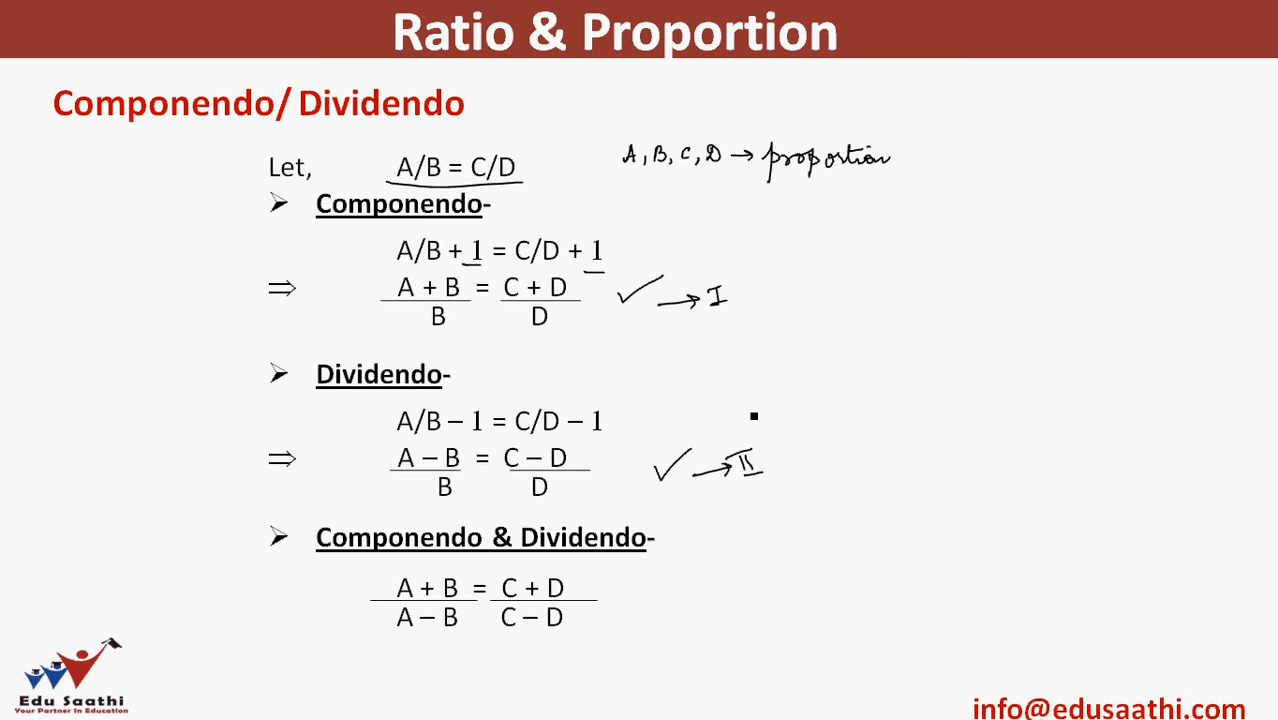 Ratio & Proportion
Componendo/ Dividendo
Let, A/B = C/D A, B, C, D → proportion
➢ Componendo-
A/B + 1 = C/D + 1
⇒ A + B = C + D ✓ → I
B D
➢ Dividendo-
A/B – 1 = C/D – 1
⇒ A – B = C – D ✓ → II
B D
➢ Componendo & Dividendo-
A + B = C + D
A – B C – D
Edu Saathi
Your Partner In Education
info@edusaathi.com